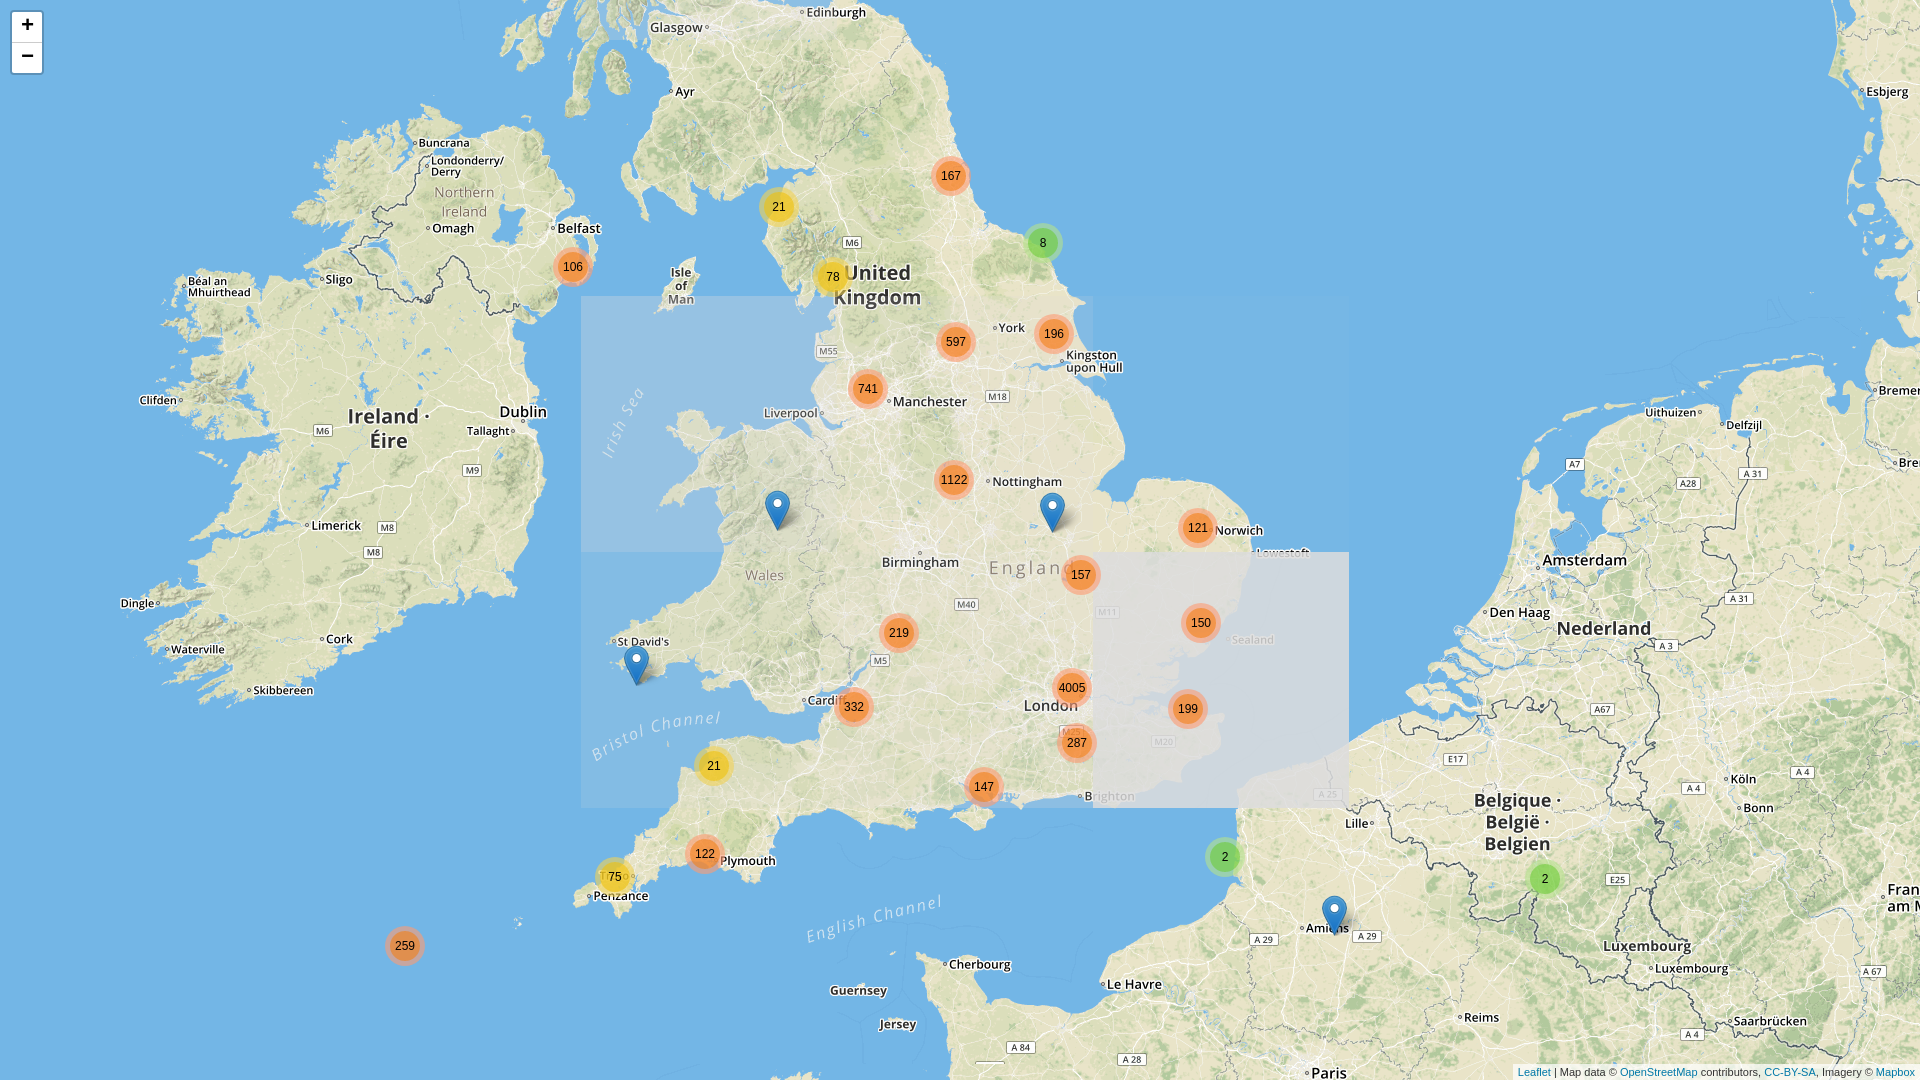 +
−
Edinburgh
Glasgow
Ayr
Esbjerg
Buncrana
Londonderry/
Derry
167
Northern
Ireland
21
Omagh
Belfast
M6
8
106
Isle
of
Man
78
United
Kingdom
Sligo
Béal an
Mhuirthead
York
196
597
M55
Kingston
upon Hull
741
Manchester
M18
Clifden
Liverpool
Dublin
Ireland ·
Éire
M6
Tallaght
Irish Sea
Uithuizen
Delfzijl
M9
A7
A 31
A28
1122
Nottingham
Limerick
M8
121
Norwich
M8
Birmingham
Lowestoft
Amsterdam
Wales
England
157
A 31
Dingle
M40
M11
Den Haag
150
Nederland
219
Sealand
Cork
St David's
Waterville
M5
A 3
Skibbereen
4005
Cardiff
332
London
199
A67
Bristol Channel
287
M20
E17
21
A 4
Köln
147
A 25
A 4
Brighton
Belgique ·
België ·
Belgien
Bonn
Lille
122
Plymouth
2
75
2
E25
Penzance
English Channel
Amiens
A 29
A 29
259
Luxembourg
Luxembourg
Cherbourg
A 67
Le Havre
Guernsey
Jersey
Reims
Saarbrücken
A 4
A 84
A 28
Paris
Leaflet | Map data © OpenStreetMap contributors, CC-BY-SA, Imagery © Mapbox